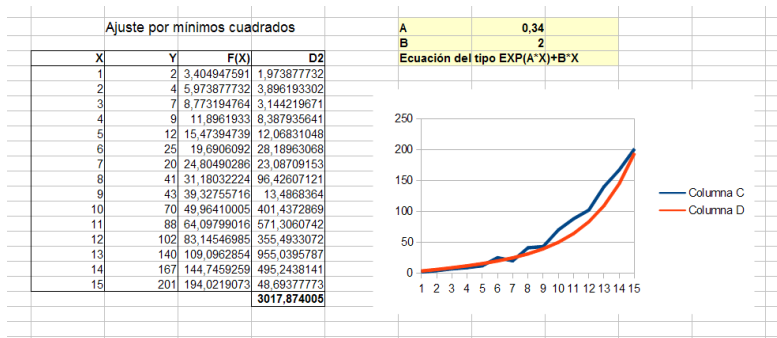 Ajuste por mínimos cuadrados
A 0,34
B 2
X Y F(X) D2 Ecuación del tipo EXP(A*X)+B*X
1 2 3,404947591 1,973877732
2 4 5,973877732 3,896193302
3 7 8,773194764 3,144219671
4 9 11,8961933 8,387935641
5 12 15,47394739 12,06831048
6 25 19,6906092 28,18963068
7 20 24,80490286 23,08709153
8 41 31,18032224 96,42607121
9 43 39,32755716 13,4868364
10 70 49,96410005 401,4372869
11 88 64,09799016 571,3060742
12 102 83,14546985 355,4933072
13 140 109,0962854 955,0395787
14 167 144,7459259 495,2438141
15 201 194,0219073 48,69377773
3017,874005
250
200
150
100
50
0
1 2 3 4 5 6 7 8 9 10 11 12 13 14 15
Columna C
Columna D